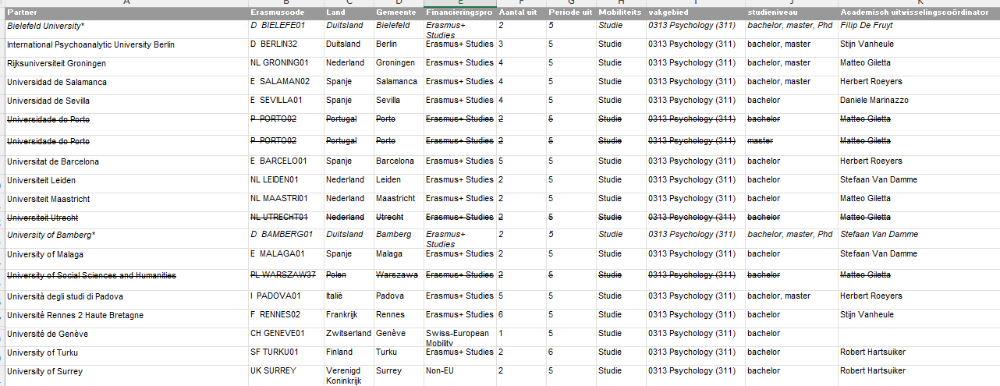 Partner Erasmuscode Land Gemeente Financieringspro Aantal uit Periode uit Mobiliteits vakgebied studieniveau Academisch uitwisselingscoördinator
Bielefeld University* D BIELEFE01 Duitsland Bielefeld Erasmus+ Studies 2 5 Studie 0313 Psychology (311) bachelor, master, Phd Filip De Fruyt
International Psychoanalytic University Berlin D BERLIN32 Duitsland Berlin Erasmus+ Studies 3 5 Studie 0313 Psychology (311) bachelor, master Stijn Vanheule
Rijksuniversiteit Groningen NL GRONING01 Nederland Groningen Erasmus+ Studies 4 5 Studie 0313 Psychology (311) bachelor, master Matteo Giletta
Universidad de Salamanca E SALAMAN02 Spanje Salamanca Erasmus+ Studies 4 5 Studie 0313 Psychology (311) bachelor, master Herbert Roeyers
Universidad de Sevilla E SEVILLA01 Spanje Sevilla Erasmus+ Studies 4 5 Studie 0313 Psychology (311) bachelor Daniele Marinazzo
Universidade do Porto P PORTO02 Portugal Porto Erasmus+ Studies 2 5 Studie 0313 Psychology (311) bachelor Matteo Giletta
Universidade do Porto P PORTO02 Portugal Porto Erasmus+ Studies 2 5 Studie 0313 Psychology (311) master Matteo Giletta
Universitat de Barcelona E BARCELO01 Spanje Barcelona Erasmus+ Studies 5 5 Studie 0313 Psychology (311) bachelor Herbert Roeyers
Universiteit Leiden NL LEIDEN01 Nederland Leiden Erasmus+ Studies 2 5 Studie 0313 Psychology (311) bachelor Stefaan Van Damme
Universiteit Maastricht NL MAASTRI01 Nederland Maastricht Erasmus+ Studies 2 5 Studie 0313 Psychology (311) bachelor Matteo Giletta
Universiteit Utrecht NL UTRECHT01 Nederland Utrecht Erasmus+ Studies 2 5 Studie 0313 Psychology (311) bachelor Matteo Giletta
University of Bamberg* D BAMBERG01 Duitsland Bamberg Erasmus+ Studies 2 5 Studie 0313 Psychology (311) bachelor, master, Phd Stefaan Van Damme
University of Malaga E MALAGA01 Spanje Malaga Erasmus+ Studies 2 5 Studie 0313 Psychology (311) bachelor Stefaan Van Damme
University of Social Sciences and Humanities PL WARSZAW37 Polen Warszawa Erasmus+ Studies 2 5 Studie 0313 Psychology (311) bachelor Matteo Giletta
Università degli studi di Padova I PADOVA01 Italië Padova Erasmus+ Studies 5 5 Studie 0313 Psychology (311) bachelor, master Herbert Roeyers
Université Rennes 2 Haute Bretagne F RENNES02 Frankrijk Rennes Erasmus+ Studies 6 5 Studie 0313 Psychology (311) bachelor Stijn Vanheule
Université de Genève CH GENEVE01 Zwitserland Genève Swiss-European Mobility 1 5 Studie 0313 Psychology (311) bachelor
University of Turku SF TURKU01 Finland Turku Erasmus+ Studies 2 6 Studie 0313 Psychology (311) bachelor Robert Hartsuiker
University of Surrey UK SURREY Verenigd Koninkrijk Surrey Non-EU 2 5 Studie 0313 Psychology (311) bachelor Robert Hartsuiker